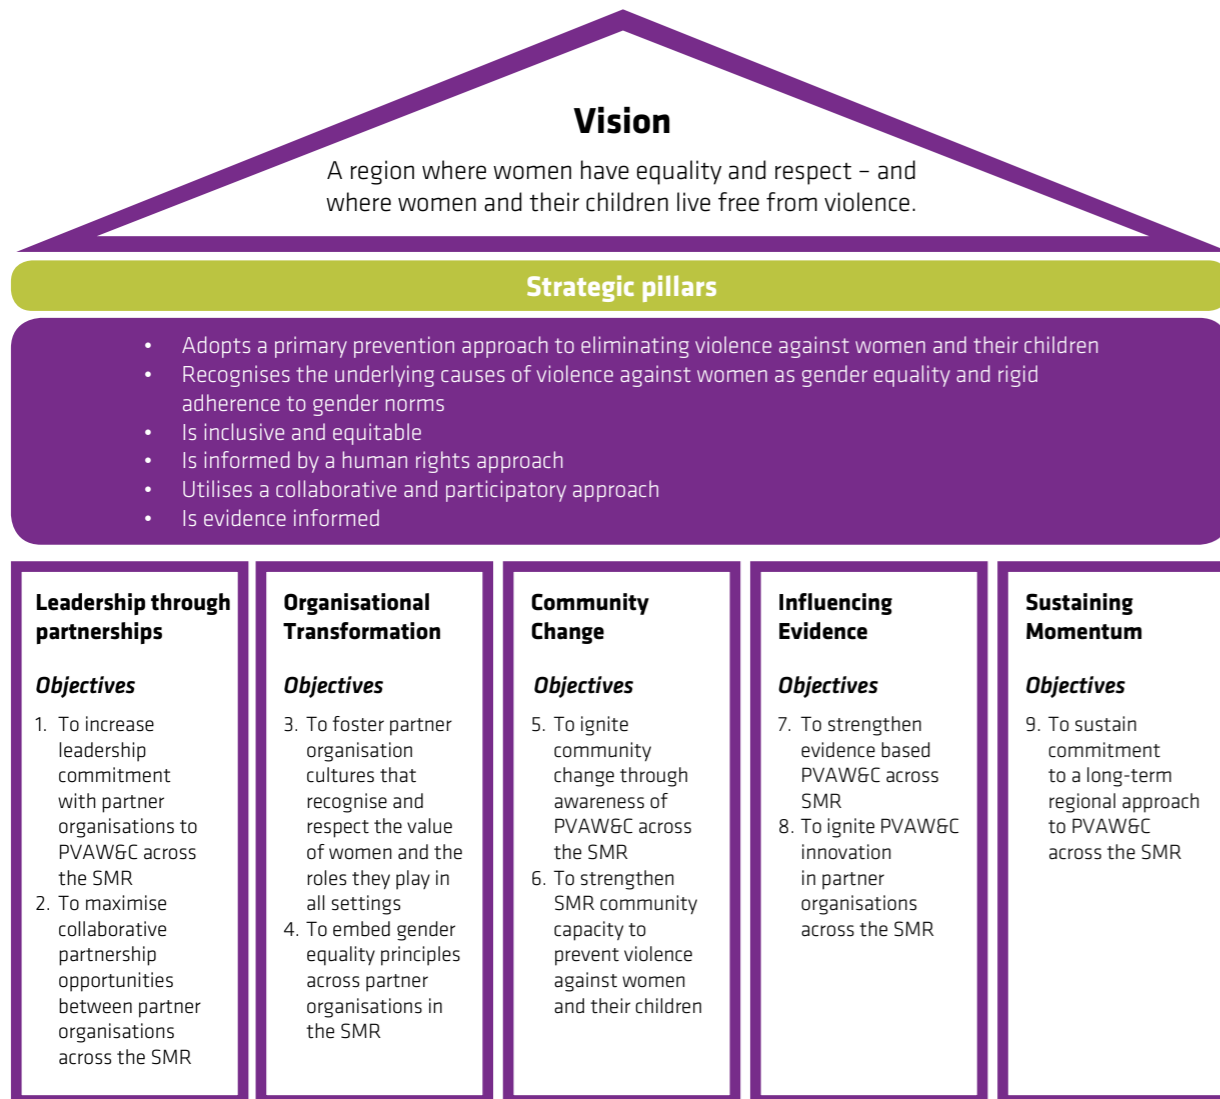 Vision
A region where women have equality and respect – and
where women and their children live free from violence.
Strategic pillars
• Adopts a primary prevention approach to eliminating violence against women and their children
• Recognises the underlying causes of violence against women as gender equality and rigid
adherence to gender norms
• Is inclusive and equitable
• Is informed by a human rights approach
• Utilises a collaborative and participatory approach
• Is evidence informed
Leadership through
partnerships
Objectives
1. To increase
leadership
commitment
with partner
organisations to
PVAW&C across
the SMR
2. To maximise
collaborative
partnership
opportunities
between partner
organisations
across the SMR
Organisational
Transformation
Objectives
3. To foster partner
organisation
cultures that
recognise and
respect the value
of women and the
roles they play in
all settings
4. To embed gender
equality principles
across partner
organisations in
the SMR
Community
Change
Objectives
5. To ignite
community
change through
awareness of
PVAW&C across
the SMR
6. To strengthen
SMR community
capacity to
prevent violence
against women
and their children
Influencing
Evidence
Objectives
7. To strengthen
evidence based
PVAW&C across
SMR
8. To ignite PVAW&C
innovation
in partner
organisations
across the SMR
Sustaining
Momentum
Objectives
9. To sustain
commitment
to a long-term
regional approach
to PVAW&C
across the SMR